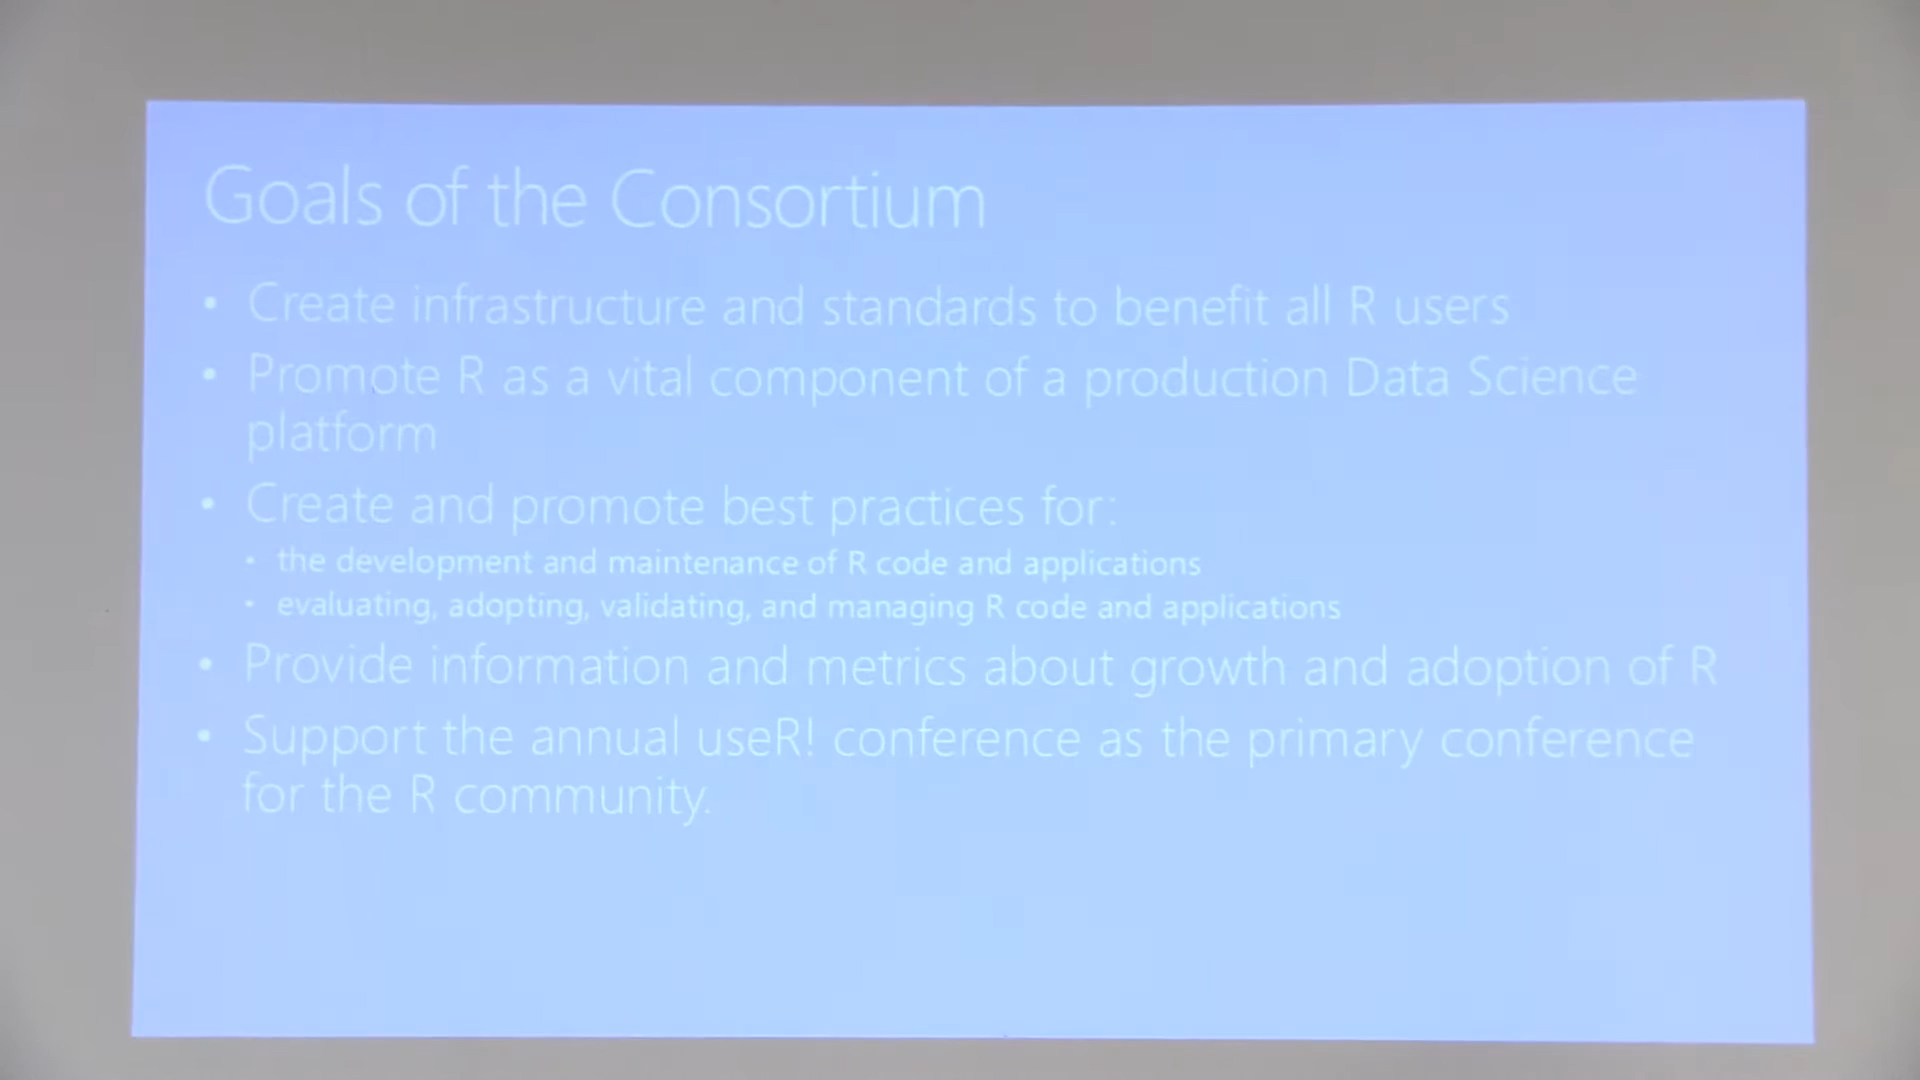 Goals of the Consortium
• Create infrastructure and standards to benefit all R users
• Promote R as a vital component of a production Data Science
platform
• Create and promote best practices for:
• the development and maintenance of R code and applications
• evaluating, adopting, validating, and managing R code and applications
• Provide information and metrics about growth and adoption of R
• Support the annual useR! conference as the primary conference
for the R community.